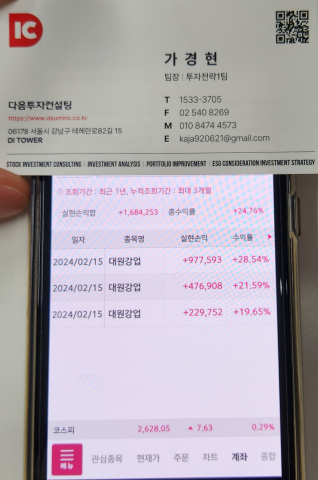 IC
가 경 현
팀장 | 투자전략1팀
다음투자컨설팅
https://www.dauminc.co.kr
06178 서울시 강남구 테헤란로82길 15
DI TOWER
T 1533-3705
F 02 540 8269
M 010 8474 4573
E kaja920621@gmail.com
STOCK INVESTMENT CONSULTING | INVESTMENT ANALYSIS | PORTFOLIO IMPROVEMENT | ESG CONSIDERATION INVESTMENT STRATEGY
조회기간 : 최근 1년, 누적조회기간 : 최대 3개월
실현손익합 +1,684,253 총수익률 +24.76%
일자 종목명 실현손익 수익률
2024/02/15 대원강업 +977,593 +28.54%
2024/02/15 대원강업 +476,908 +21.59%
2024/02/15 대원강업 +229,752 +19.65%
코스피 2,628.05 ▲ 7.63 0.29%
메뉴 관심종목 현재가 주문 차트 계좌 종합